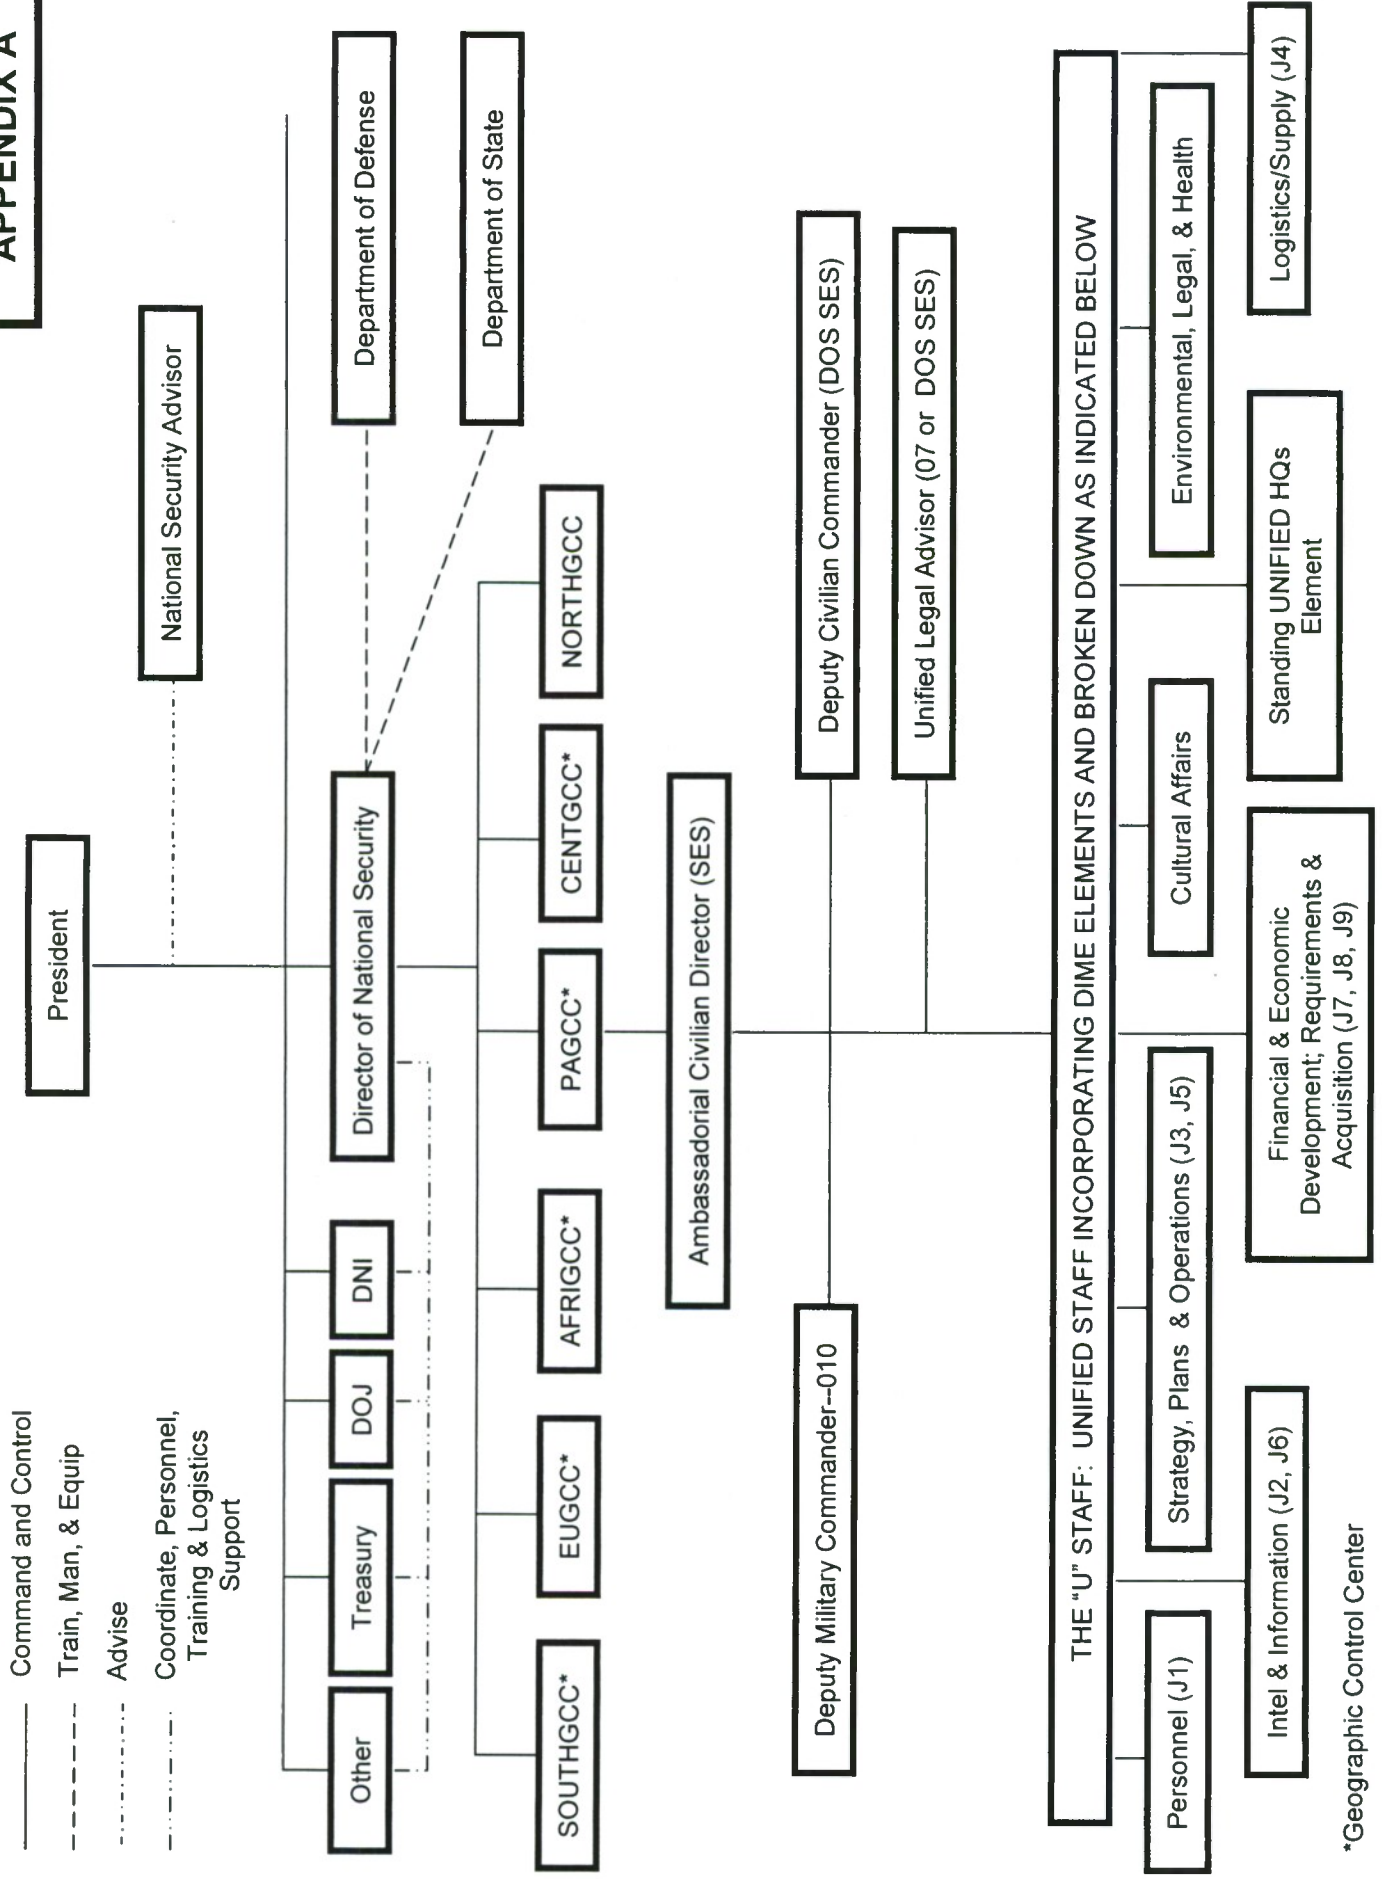 APPENDIX A
Command and Control
Train, Man, & Equip
Advise
Coordinate, Personnel,
Training & Logistics
Support
President
National Security Advisor
Other
Treasury
DOJ
DNI
Director of National Security
Department of Defense
Department of State
SOUTHGCC*
EUGCC*
AFRIGCC*
PAGCC*
CENTGCC*
NORTHGCC
Ambassadorial Civilian Director (SES)
Deputy Military Commander--010
Deputy Civilian Commander (DOS SES)
Unified Legal Advisor (07 or DOS SES)
THE “U” STAFF: UNIFIED STAFF INCORPORATING DIME ELEMENTS AND BROKEN DOWN AS INDICATED BELOW
Personnel (J1)
Strategy, Plans & Operations (J3, J5)
Cultural Affairs
Environmental, Legal, & Health
Intel & Information (J2, J6)
Financial & Economic
Development; Requirements &
Acquisition (J7, J8, J9)
Standing UNIFIED HQs
Element
Logistics/Supply (J4)
*Geographic Control Center